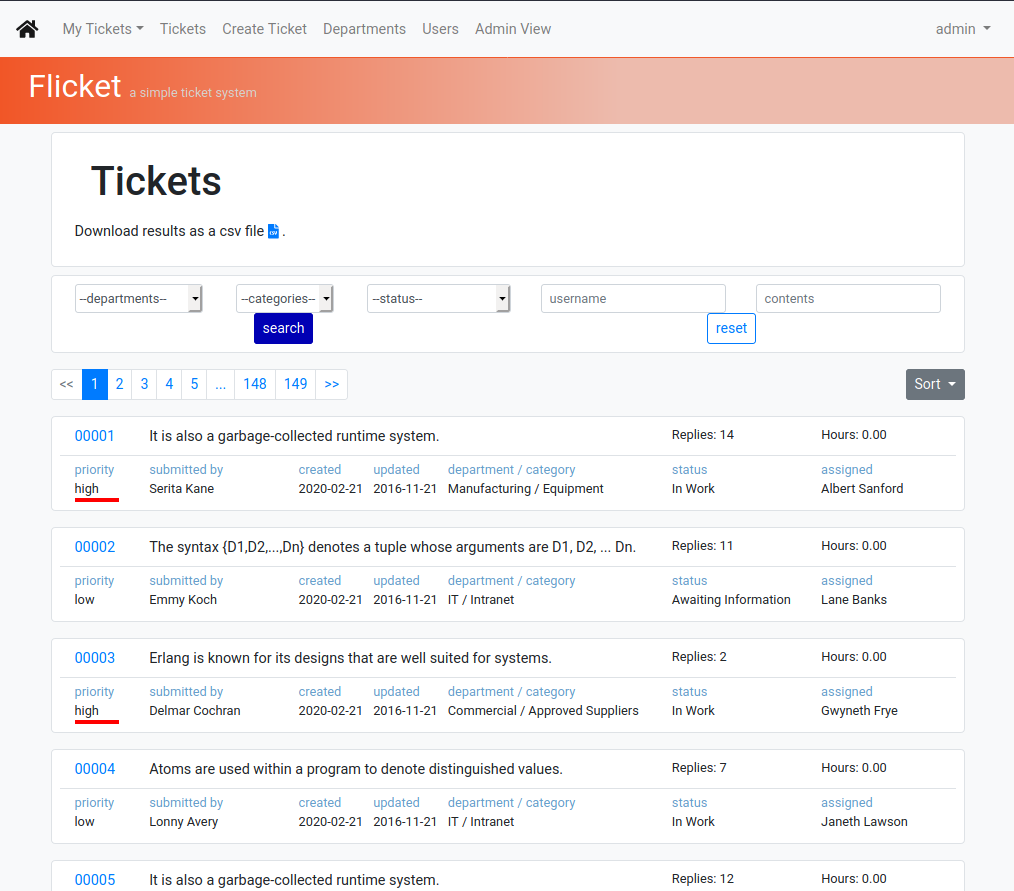 My Tickets Tickets Create Ticket Departments Users Admin View admin
Flicket a simple ticket system
Tickets
Download results as a csv file CSV .
--departments-- --categories-- --status-- username contents
search reset
<< 1 2 3 4 5 ... 148 149 >> Sort
00001 It is also a garbage-collected runtime system. Replies: 14 Hours: 0.00
priority submitted by created updated department / category status assigned
high Serita Kane 2020-02-21 2016-11-21 Manufacturing / Equipment In Work Albert Sanford
00002 The syntax {D1,D2,...,Dn} denotes a tuple whose arguments are D1, D2, ... Dn. Replies: 11 Hours: 0.00
priority submitted by created updated department / category status assigned
low Emmy Koch 2020-02-21 2016-11-21 IT / Intranet Awaiting Information Lane Banks
00003 Erlang is known for its designs that are well suited for systems. Replies: 2 Hours: 0.00
priority submitted by created updated department / category status assigned
high Delmar Cochran 2020-02-21 2016-11-21 Commercial / Approved Suppliers In Work Gwyneth Frye
00004 Atoms are used within a program to denote distinguished values. Replies: 7 Hours: 0.00
priority submitted by created updated department / category status assigned
low Lonny Avery 2020-02-21 2016-11-21 IT / Intranet In Work Janeth Lawson
00005 It is also a garbage-collected runtime system. Replies: 12 Hours: 0.00